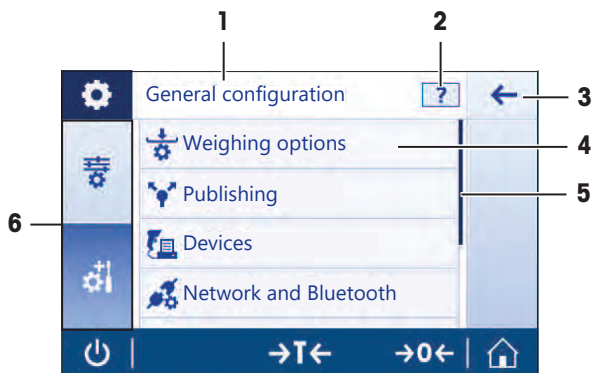 1 2
General configuration ? 3
Weighing options 4
Publishing 5
6
Devices
Network and Bluetooth
→T← →0←